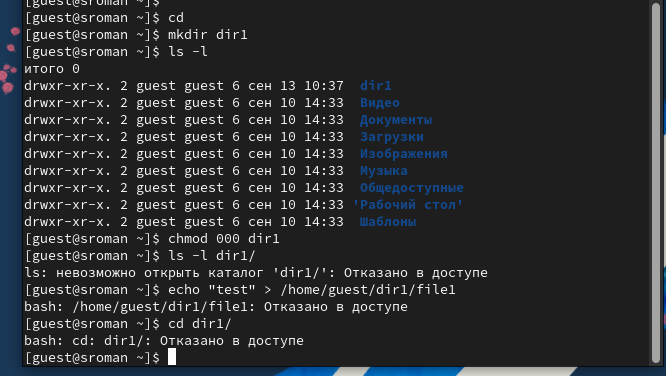 [guest@sroman ~]$
[guest@sroman ~]$ cd
[guest@sroman ~]$ mkdir dir1
[guest@sroman ~]$ ls -l
итого 0
drwxr-xr-x. 2 guest guest 6 сен 13 10:37  dir1
drwxr-xr-x. 2 guest guest 6 сен 10 14:33  Видео
drwxr-xr-x. 2 guest guest 6 сен 10 14:33  Документы
drwxr-xr-x. 2 guest guest 6 сен 10 14:33  Загрузки
drwxr-xr-x. 2 guest guest 6 сен 10 14:33  Изображения
drwxr-xr-x. 2 guest guest 6 сен 10 14:33  Музыка
drwxr-xr-x. 2 guest guest 6 сен 10 14:33  Общедоступные
drwxr-xr-x. 2 guest guest 6 сен 10 14:33 'Рабочий стол'
drwxr-xr-x. 2 guest guest 6 сен 10 14:33  Шаблоны
[guest@sroman ~]$ chmod 000 dir1
[guest@sroman ~]$ ls -l dir1/
ls: невозможно открыть каталог 'dir1/': Отказано в доступе
[guest@sroman ~]$ echo "test" > /home/guest/dir1/file1
bash: /home/guest/dir1/file1: Отказано в доступе
[guest@sroman ~]$ cd dir1/
bash: cd: dir1/: Отказано в доступе
[guest@sroman ~]$